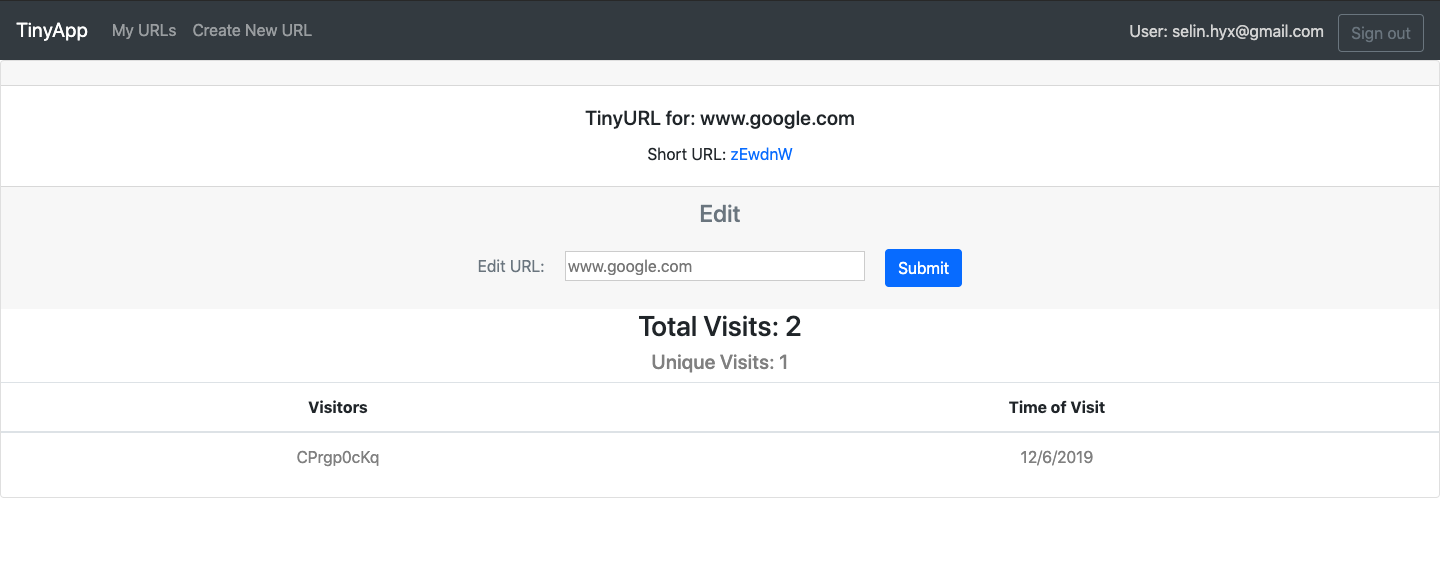 TinyApp My URLs Create New URL User: selin.hyx@gmail.com Sign out
TinyURL for: www.google.com
Short URL: zEwdnW
Edit
Edit URL: www.google.com Submit
Total Visits: 2
Unique Visits: 1
Visitors Time of Visit
CPrgp0cKq 12/6/2019